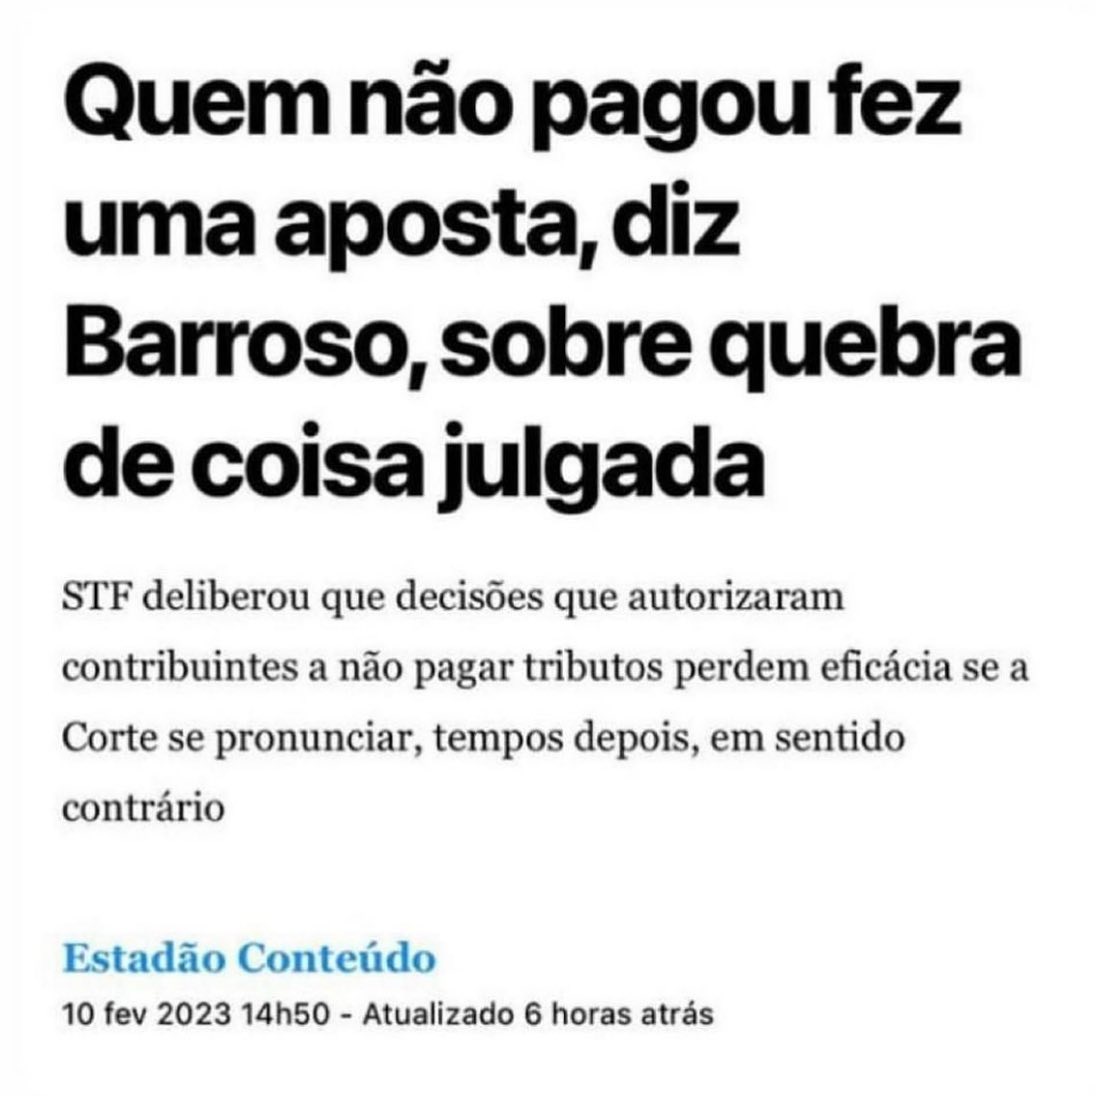 Quem não pagou fez
uma aposta, diz
Barroso, sobre quebra
de coisa julgada
STF deliberou que decisões que autorizaram
contribuintes a não pagar tributos perdem eficácia se a
Corte se pronunciar, tempos depois, em sentido
contrário
Estadão Conteúdo
10 fev 2023 14h50 - Atualizado 6 horas atrás